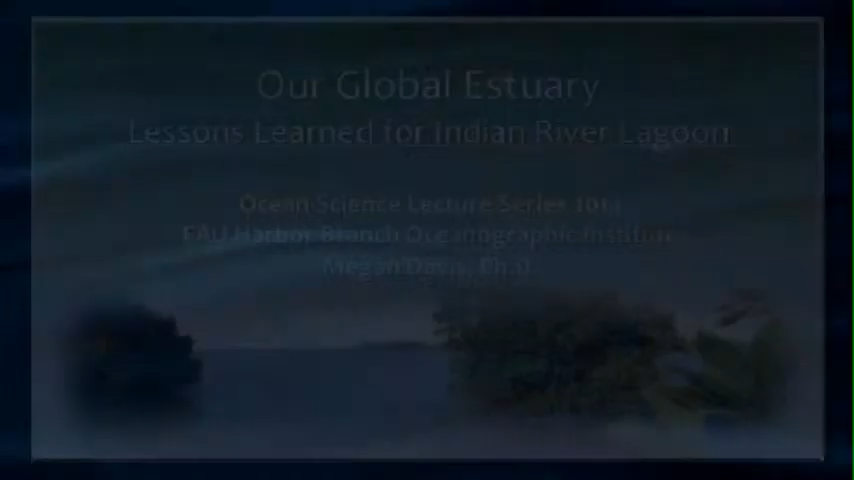 Our Global Estuary
Lessons Learned for Indian River Lagoon
Ocean Science Lecture Series
FAU Harbor Branch Oceanographic Institute
Megan Davis, Ph.D.